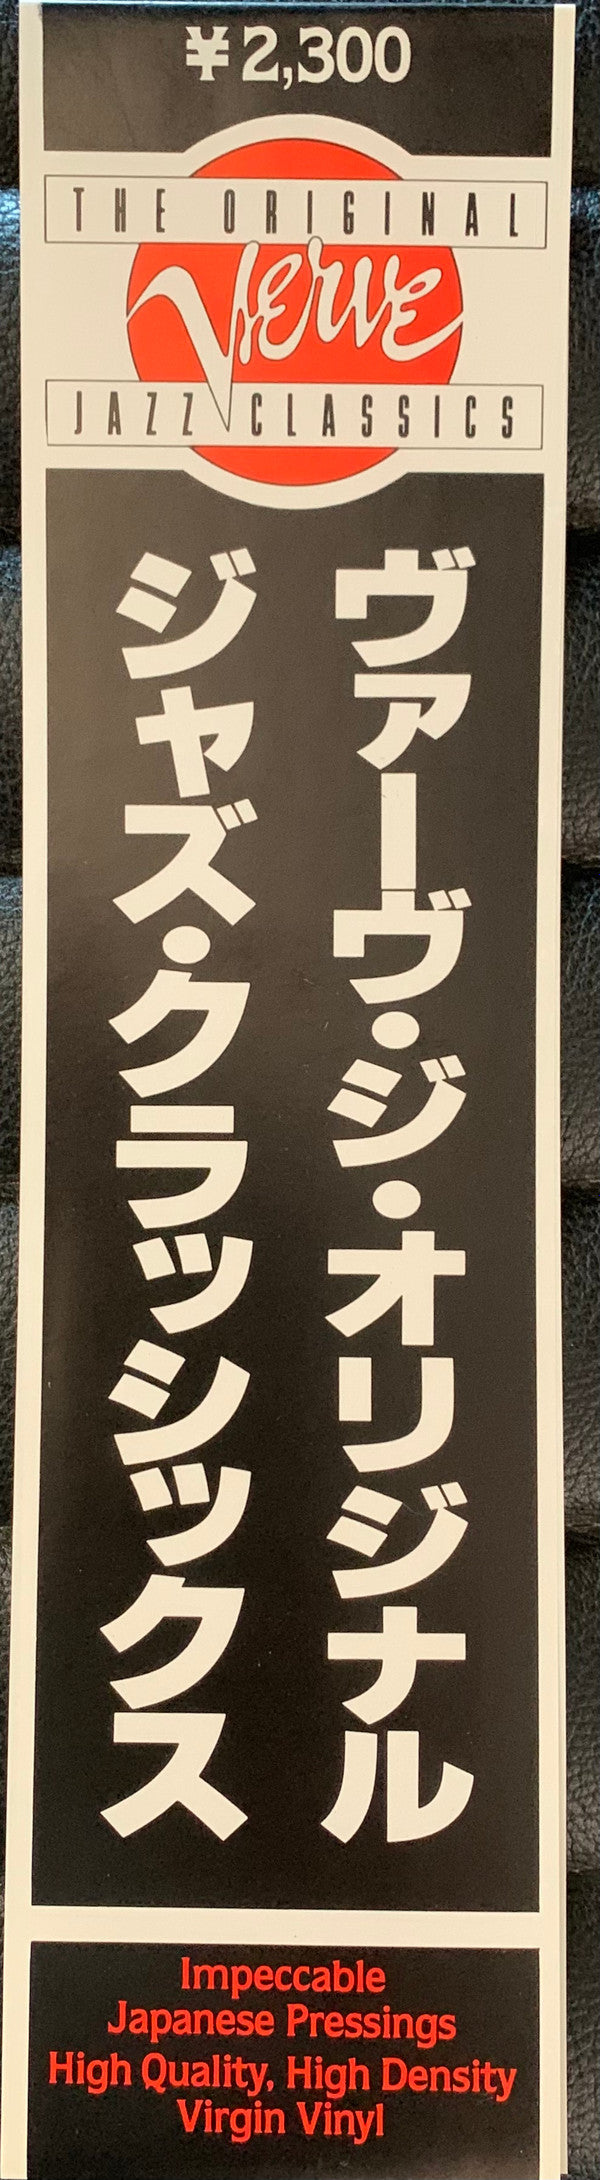 ¥2,300
THE ORIGINAL
Verve
JAZZ CLASSICS
ヴァーヴ・ジ・オリジナル
ジャズ・クラッシックス
Impeccable
Japanese Pressings
High Quality, High Density
Virgin Vinyl